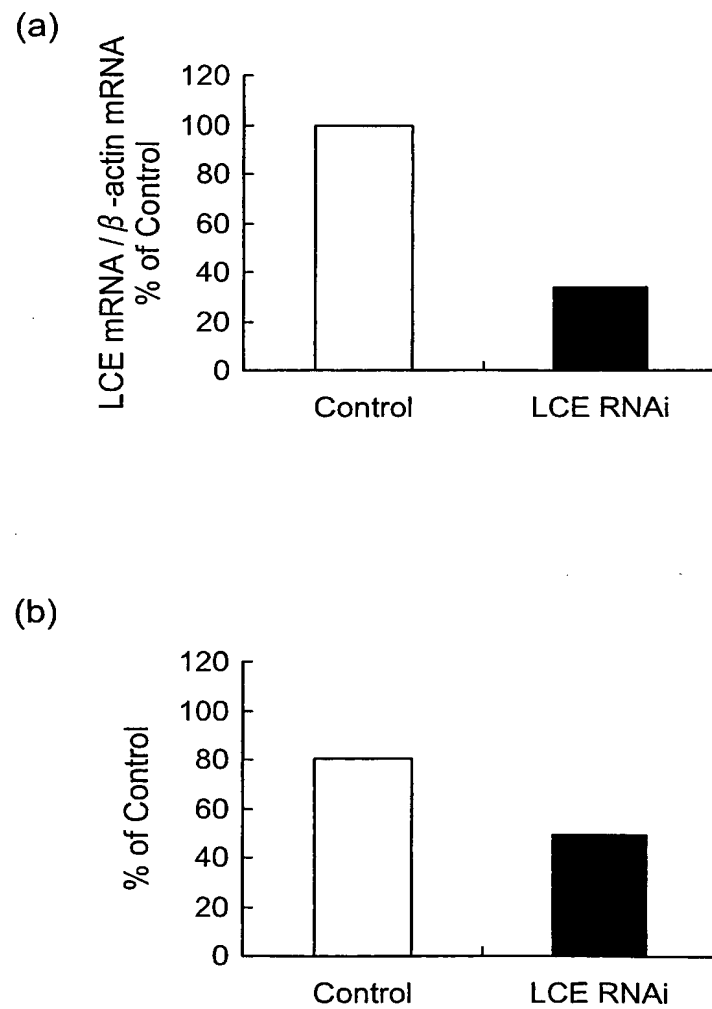 (a)
LCE mRNA / β-actin mRNA
% of Control
120
100
80
60
40
20
0
Control LCE RNAi
(b)
% of Control
120
100
80
60
40
20
0
Control LCE RNAi